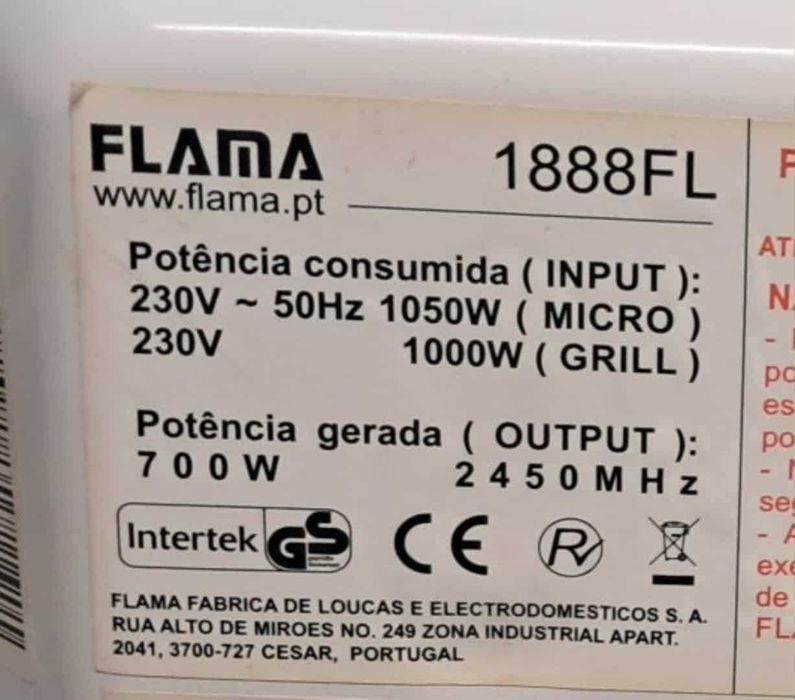 FLAMA 1888FL
www.flama.pt
Potência consumida ( INPUT ):
230V ~ 50Hz 1050W ( MICRO )
230V 1000W ( GRILL )
Potência gerada ( OUTPUT ):
700W 2450MHz
Intertek GS CE R
FLAMA FABRICA DE LOUCAS E ELECTRODOMESTICOS S. A.
RUA ALTO DE MIROES NO. 249 ZONA INDUSTRIAL APART.
2041, 3700-727 CESAR, PORTUGAL